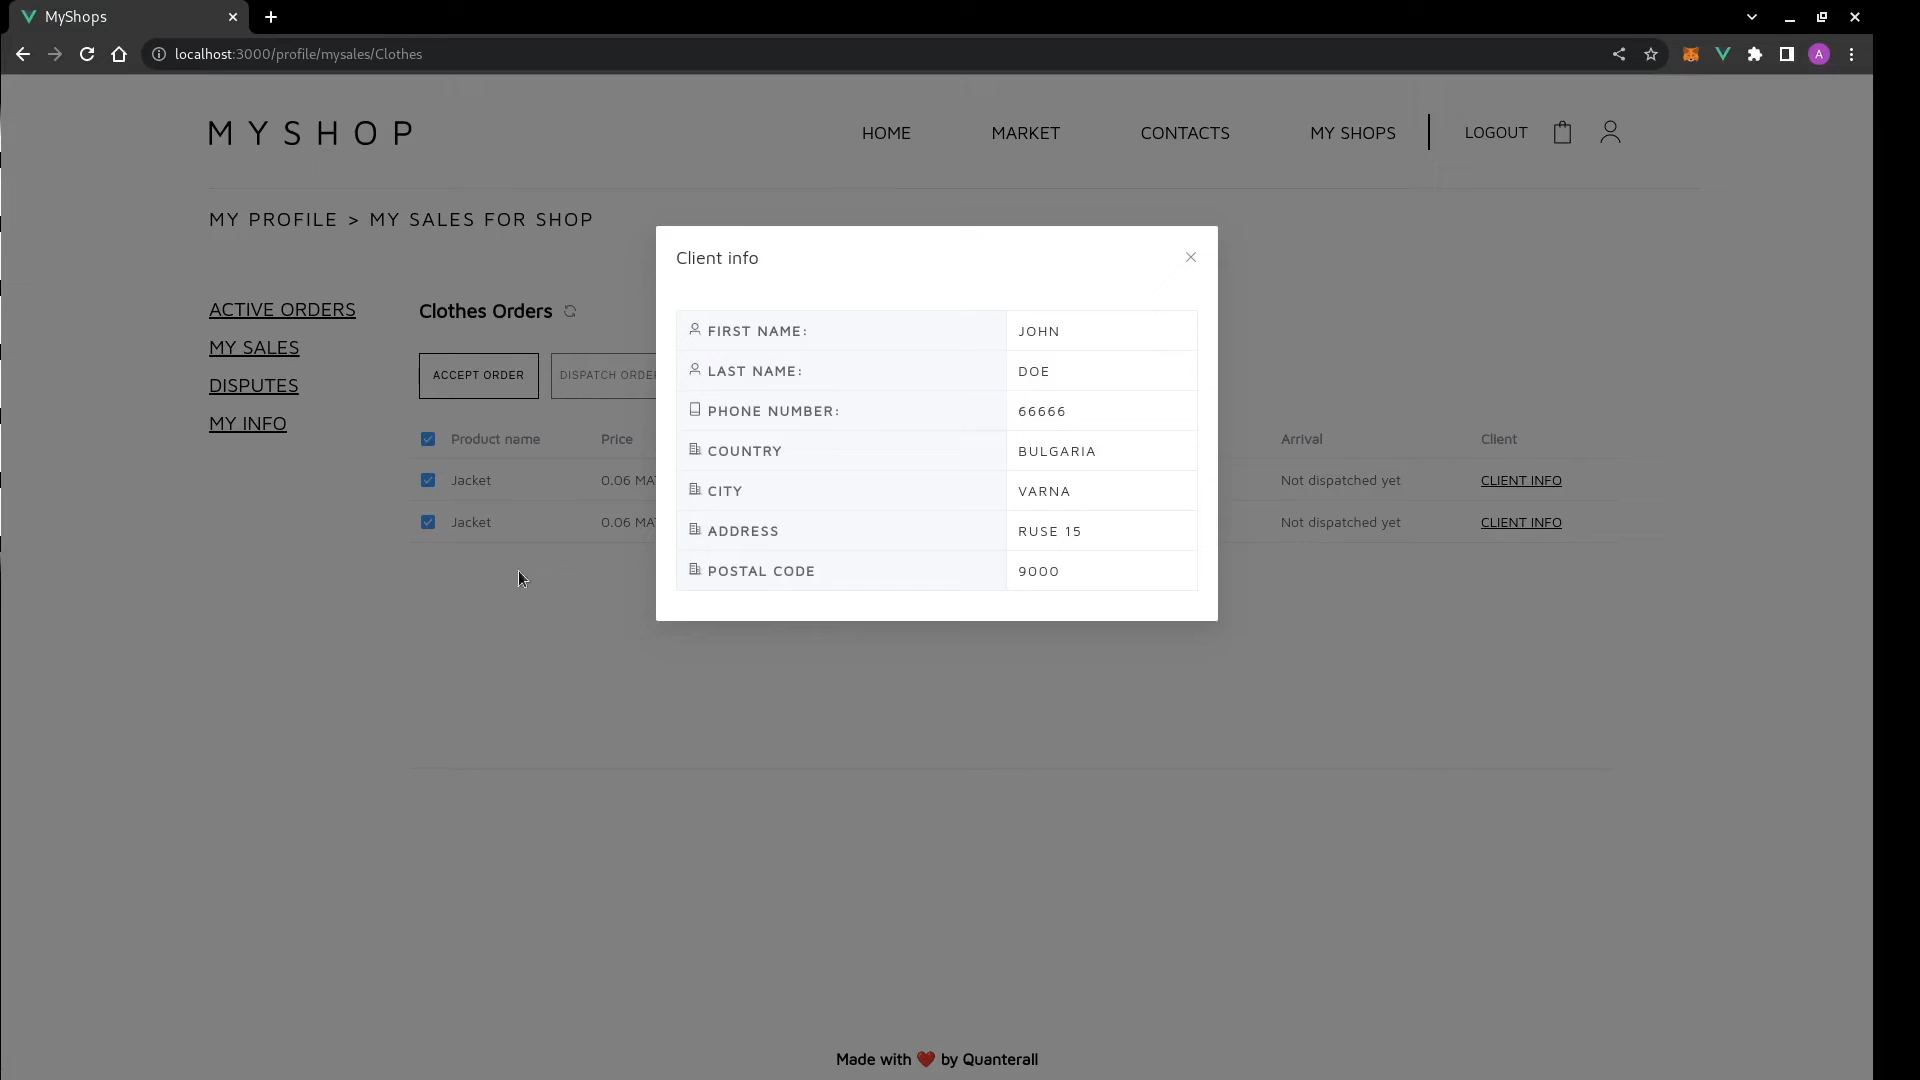 MyShops
localhost:3000/profile/mysales/Clothes
A
MYSHOP
HOME MARKET CONTACTS MY SHOPS LOGOUT
MY PROFILE > MY SALES FOR SHOP
ACTIVE ORDERS
MY SALES
DISPUTES
MY INFO
Clothes Orders
ACCEPT ORDER DISPATCH ORDE
Product name Price Arrival Client
Jacket 0.06 MA Not dispatched yet CLIENT INFO
Jacket 0.06 MA Not dispatched yet CLIENT INFO
Client info
FIRST NAME: JOHN
LAST NAME: DOE
PHONE NUMBER: 66666
COUNTRY BULGARIA
CITY VARNA
ADDRESS RUSE 15
POSTAL CODE 9000
Made with ❤️ by Quanterall